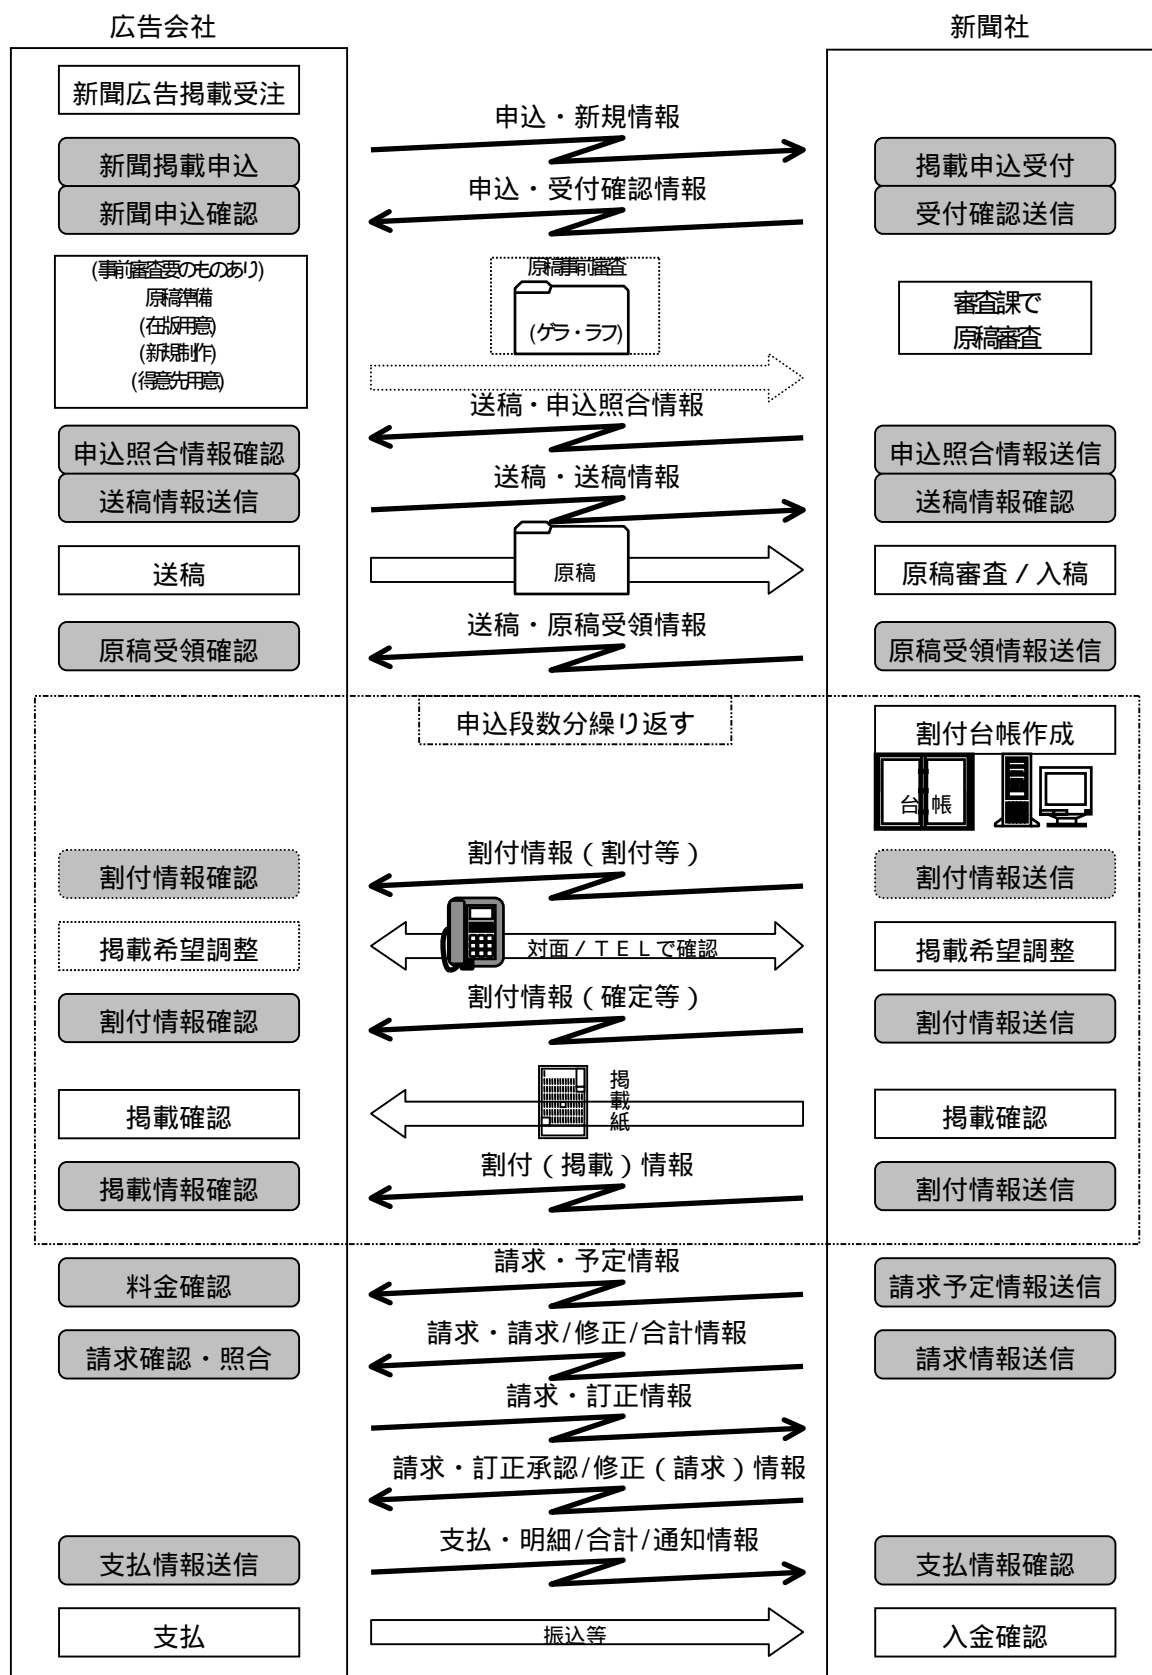 広告会社
新聞社
新聞広告掲載受注
申込・新規情報
新聞掲載申込
掲載申込受付
申込・受付確認情報
新聞申込確認
受付確認送信
(事前審査要のものあり)
原稿準備
(在版用意)
(新規制作)
(得意先用意)
原稿事前審査
(ゲラ・ラフ)
審査課で
原稿審査
送稿・申込照合情報
申込照合情報確認
申込照合情報送信
送稿・送稿情報
送稿情報送信
送稿情報確認
送稿
原稿
原稿審査/入稿
送稿・原稿受領情報
原稿受領確認
原稿受領情報送信
申込段数分繰り返す
割付台帳作成
台帳
割付情報(割付等)
割付情報確認
割付情報送信
掲載希望調整
対面/TELで確認
掲載希望調整
割付情報(確定等)
割付情報確認
割付情報送信
掲載紙
掲載確認
掲載確認
割付(掲載)情報
掲載情報確認
割付情報送信
請求・予定情報
料金確認
請求予定情報送信
請求・請求/修正/合計情報
請求確認・照合
請求情報送信
請求・訂正情報
請求・訂正承認/修正(請求)情報
支払・明細/合計/通知情報
支払情報送信
支払情報確認
支払
振込等
入金確認